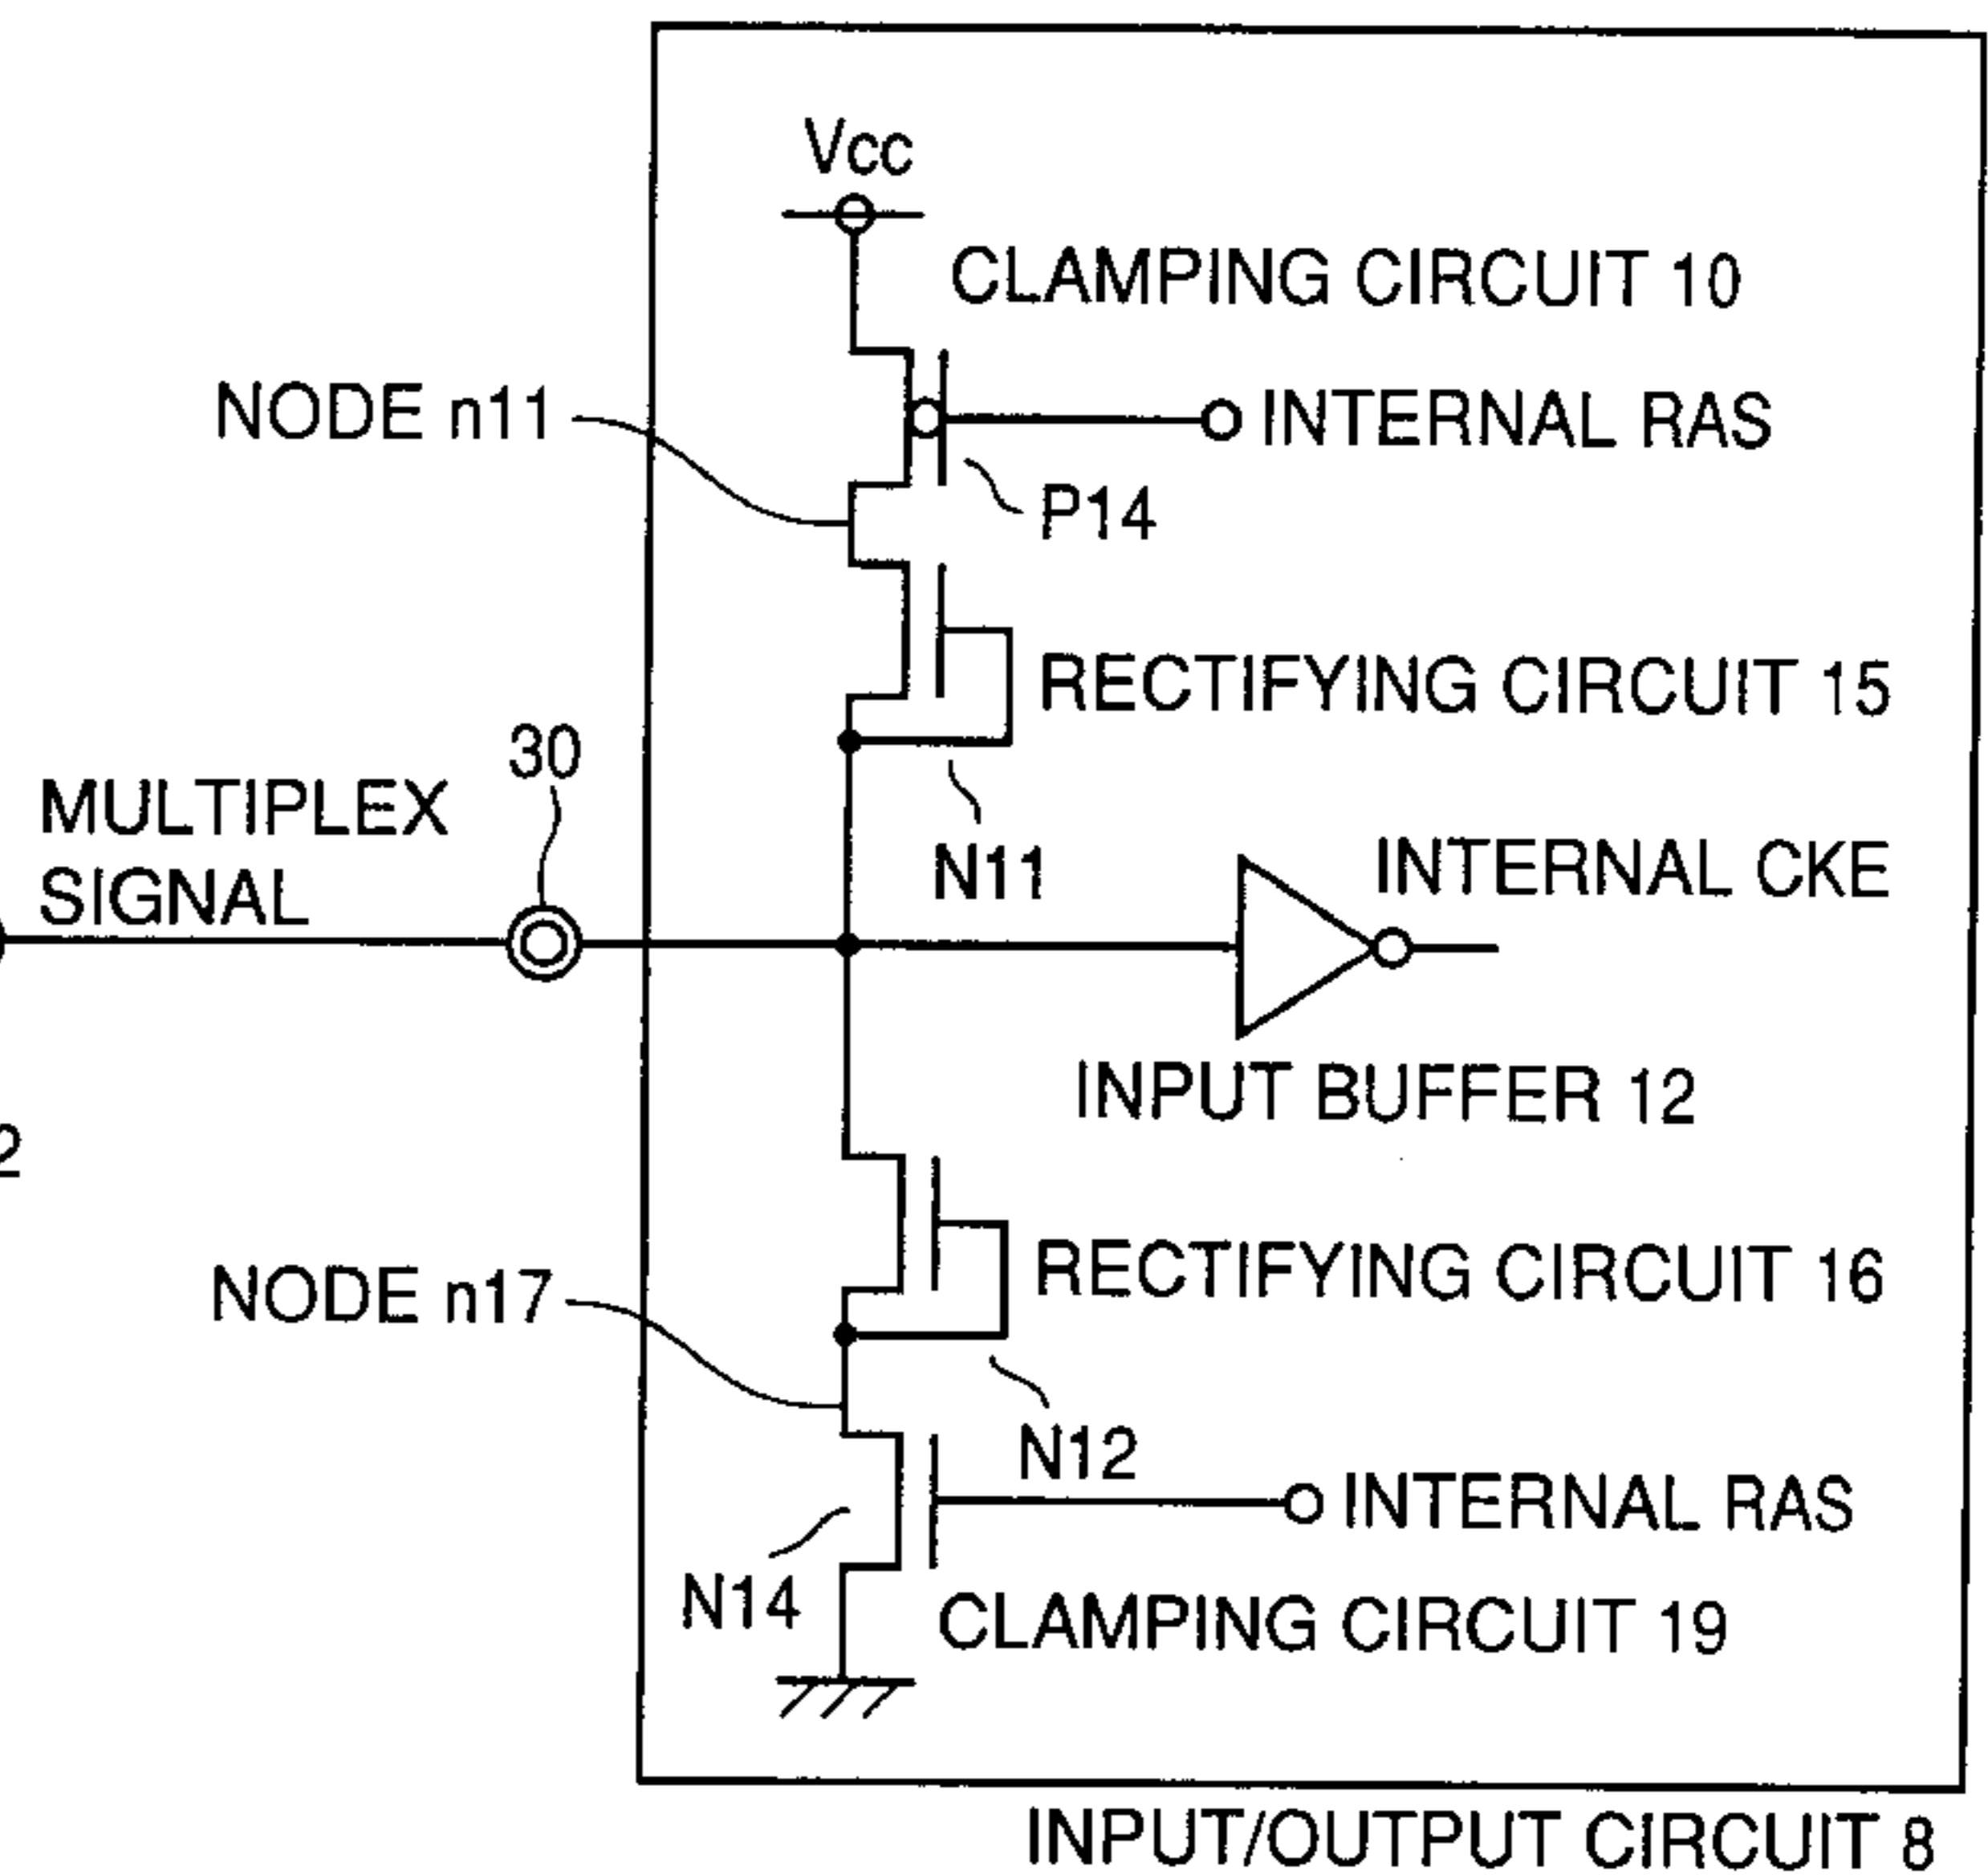 Vcc
CLAMPING CIRCUIT 10
NODE n11
INTERNAL RAS
P14
RECTIFYING CIRCUIT 15
30
MULTIPLEX
SIGNAL
N11
INTERNAL CKE
INPUT BUFFER 12
2
RECTIFYING CIRCUIT 16
NODE n17
N12
INTERNAL RAS
N14
CLAMPING CIRCUIT 19
INPUT/OUTPUT CIRCUIT 8